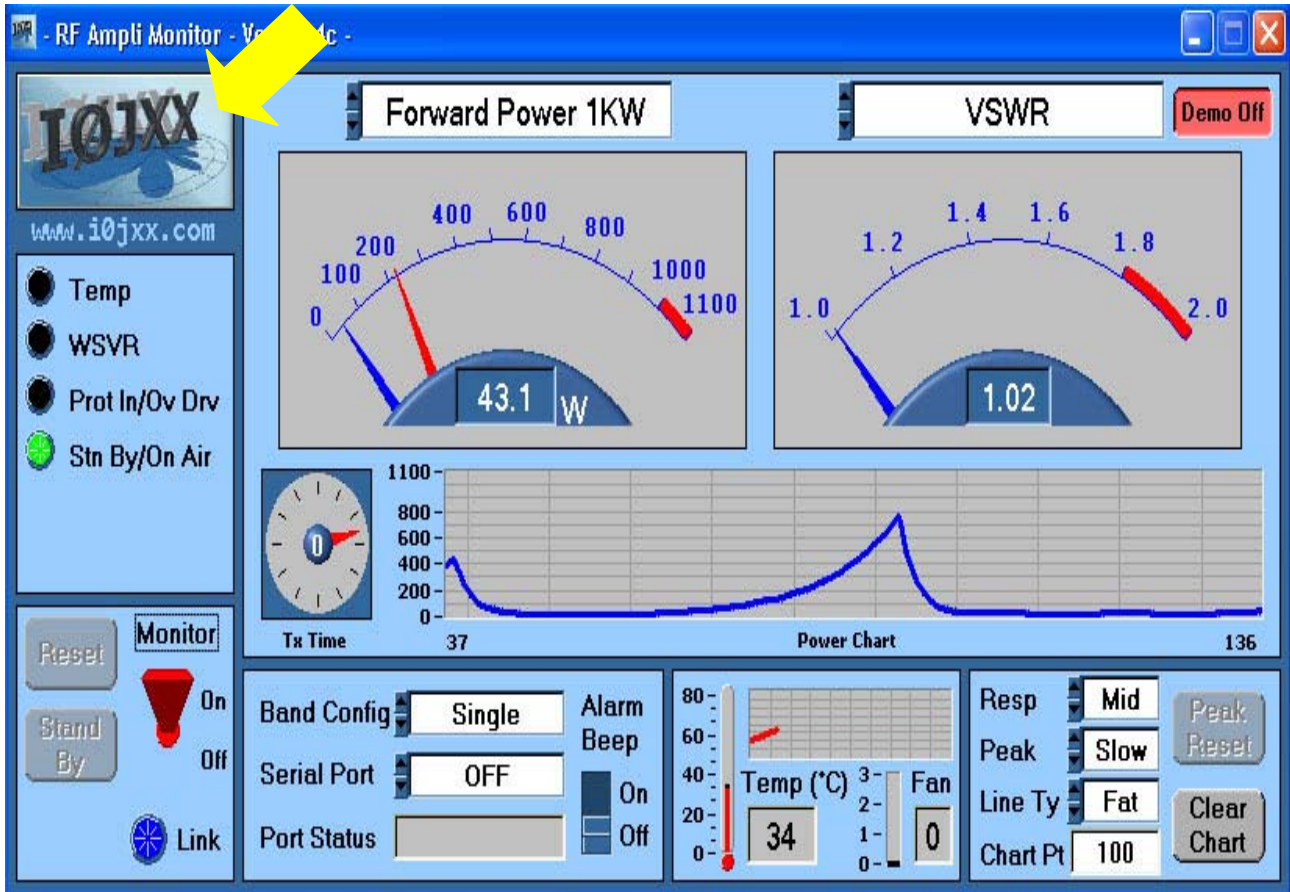 - RF Ampli Monitor -
IØJXX
www.i0jxx.com
Forward Power 1KW
VSWR
Demo Off
0
100
200
400
600
800
1000
1100
43.1 W
1.0
1.2
1.4
1.6
1.8
2.0
1.02
Temp
WSVR
Prot In/Ov Drv
Stn By/On Air
0
Tx Time
1100
800
600
400
200
0
37
Power Chart
136
Reset
Monitor
On
Stand By
Off
Link
Band Config
Single
Serial Port
OFF
Port Status
Alarm Beep
On
Off
80
60
40
20
0
Temp (°C)
34
3
2
1
0
Fan
0
Resp
Mid
Peak
Slow
Line Ty
Fat
Chart Pt
100
Peak Reset
Clear Chart